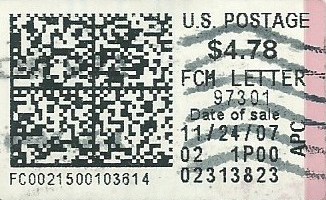 U.S. POSTAGE
$4.78
FCM LETTER
97301
Date of sale
11/24/07
02 1P00
02313823
APC
FC0021500103614